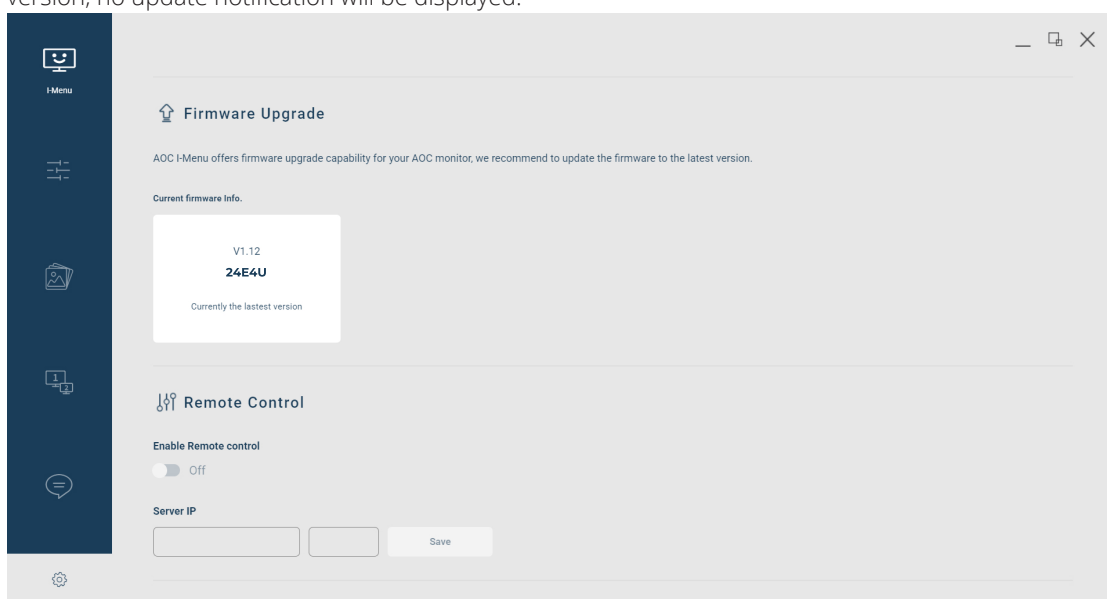 version, no update notification will be displayed.
I-Menu
Firmware Upgrade
AOC I-Menu offers firmware upgrade capability for your AOC monitor, we recommend to update the firmware to the latest version.
Current firmware Info.
V1.12
24E4U
Currently the lastest version
1
2
Remote Control
Enable Remote control
Off
Server IP
Save